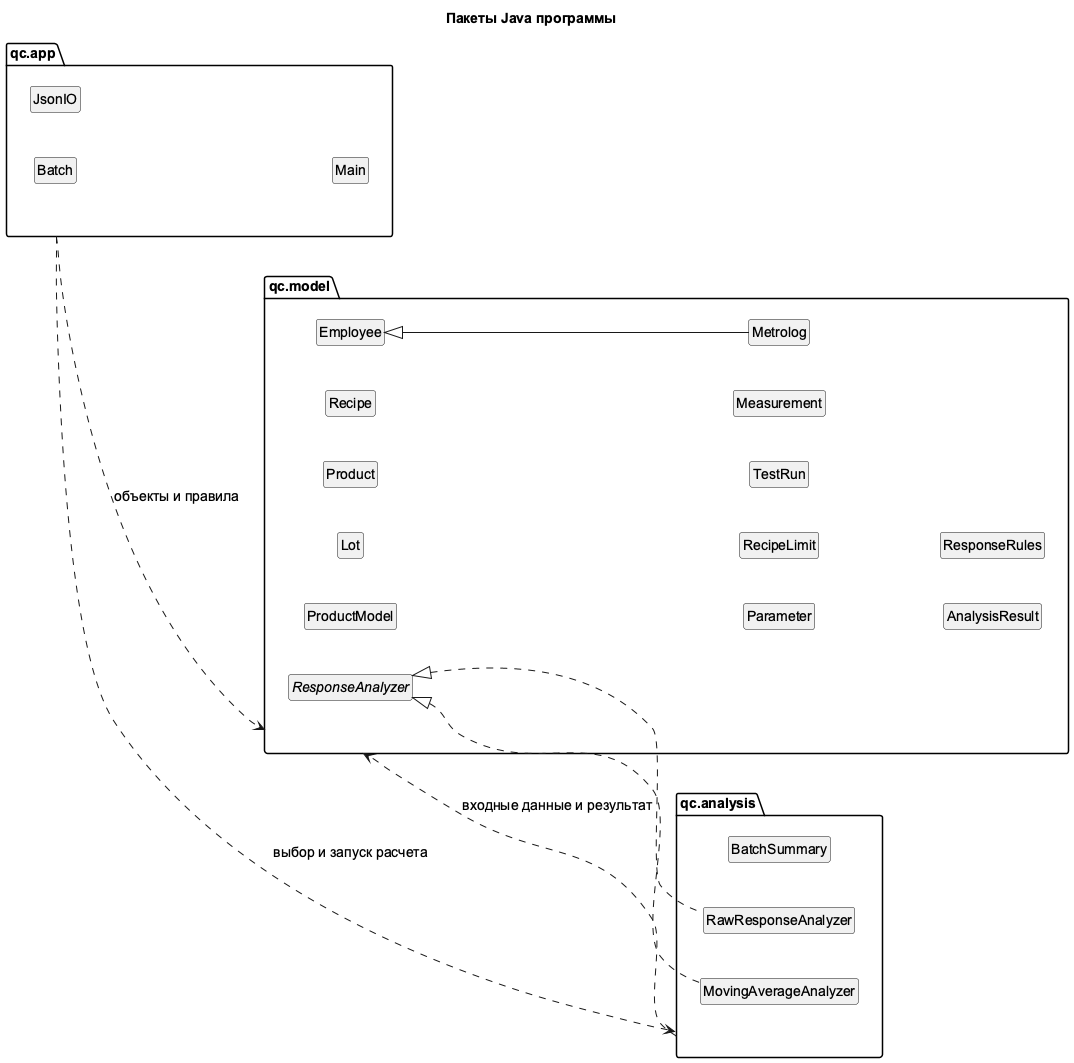 Пакеты Java программы
qc.app
JsonIO
Batch
Main
qc.model
Employee
Metrolog
Recipe
Measurement
Product
TestRun
объекты и правила
Lot
RecipeLimit
ResponseRules
ProductModel
Parameter
AnalysisResult
ResponseAnalyzer
входные данные и результат
qc.analysis
выбор и запуск расчета
BatchSummary
RawResponseAnalyzer
MovingAverageAnalyzer